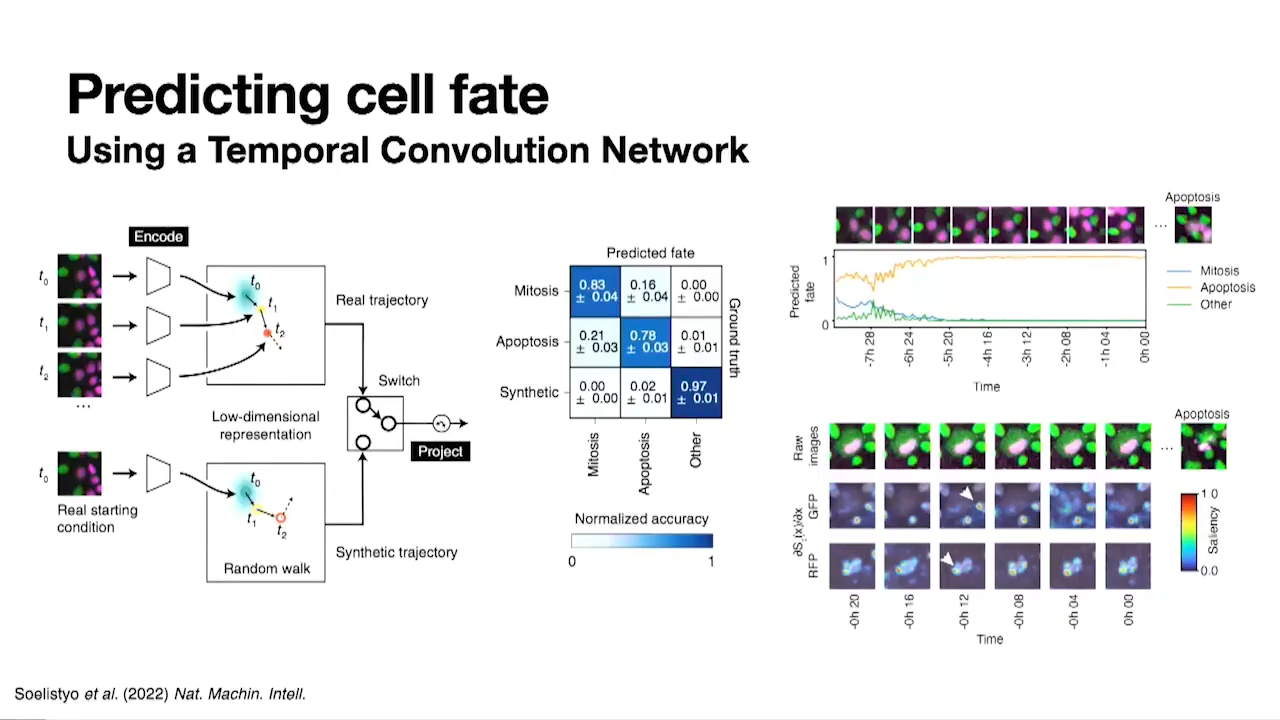 Predicting cell fate
Using a Temporal Convolution Network
Encode
t0
t1
t2
...
t0
t1
t2
Real trajectory
Switch
Low-dimensional
representation
Project
t0
Real starting
condition
t0
t1
t2
Random walk
Synthetic trajectory
Predicted fate
Mitosis
0.83 ± 0.04
0.16 ± 0.04
0.00 ± 0.00
Apoptosis
0.21 ± 0.03
0.78 ± 0.03
0.01 ± 0.01
Synthetic
0.00 ± 0.00
0.02 ± 0.01
0.97 ± 0.01
Ground truth
Mitosis
Apoptosis
Other
Normalized accuracy
0
1
Apoptosis
...
Predicted
fate
1
0
Mitosis
Apoptosis
Other
-7h 28
-6h 24
-5h 20
-4h 16
-3h 12
-2h 08
-1h 04
0h 00
Time
Apoptosis
Raw
images
...
GFP
RFP
1.0
0.0
Saliency
-0h 20
-0h 16
-0h 12
-0h 08
-0h 04
0h 00
Time
Soelistyo et al. (2022) Nat. Machin. Intell.